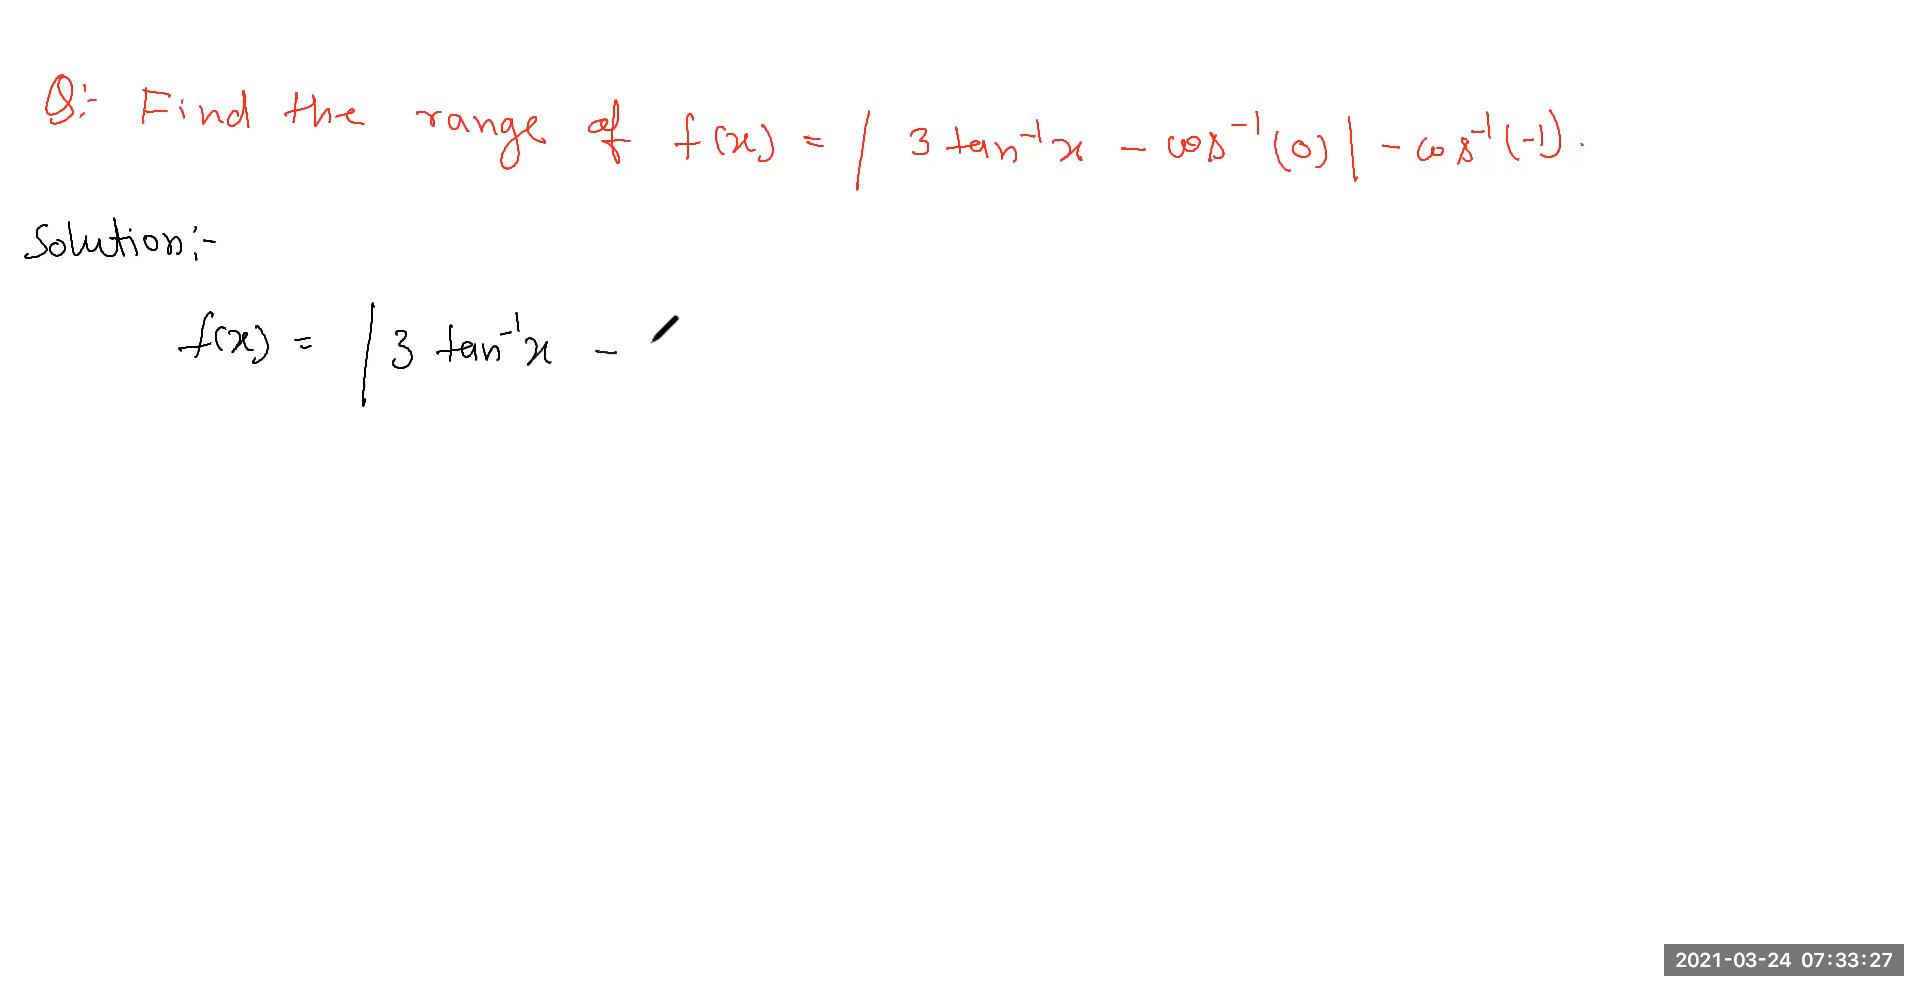 Q:- Find the range of f(x) = | 3 tan⁻¹x - cos⁻¹(0) | - cos⁻¹(-1).
Solution:-
f(x) = | 3 tan⁻¹x -
2021-03-24 07:33:27